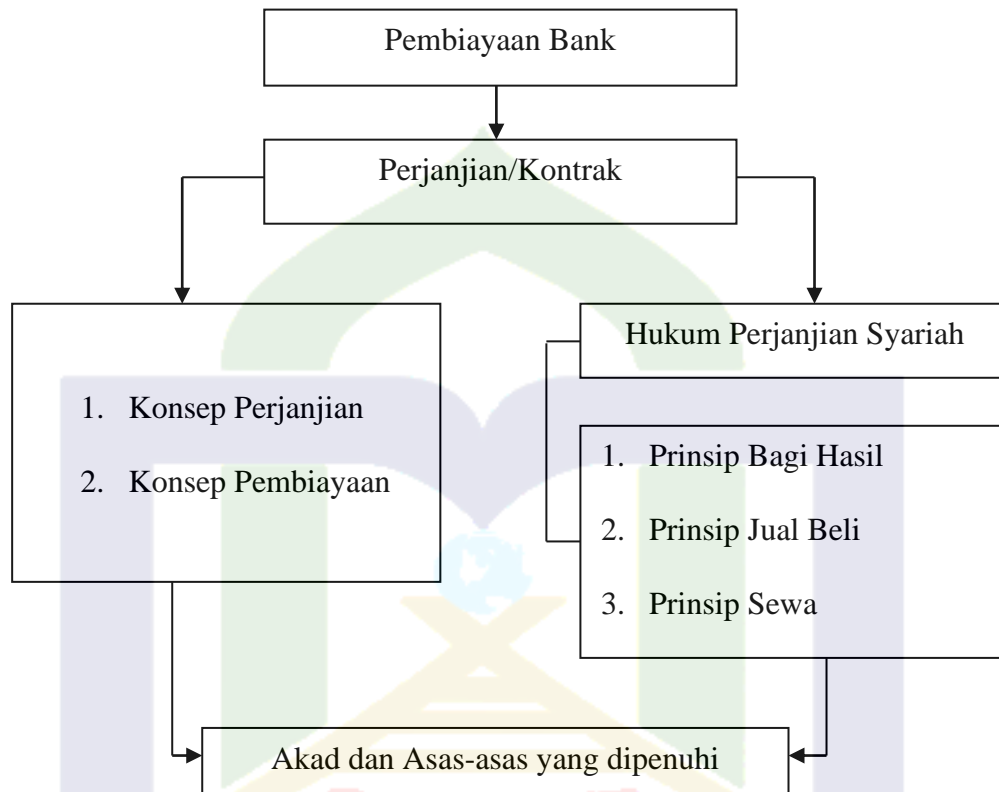 Pembiayaan Bank
Perjanjian/Kontrak
1. Konsep Perjanjian
2. Konsep Pembiayaan
Hukum Perjanjian Syariah
1. Prinsip Bagi Hasil
2. Prinsip Jual Beli
3. Prinsip Sewa
Akad dan Asas-asas yang dipenuhi